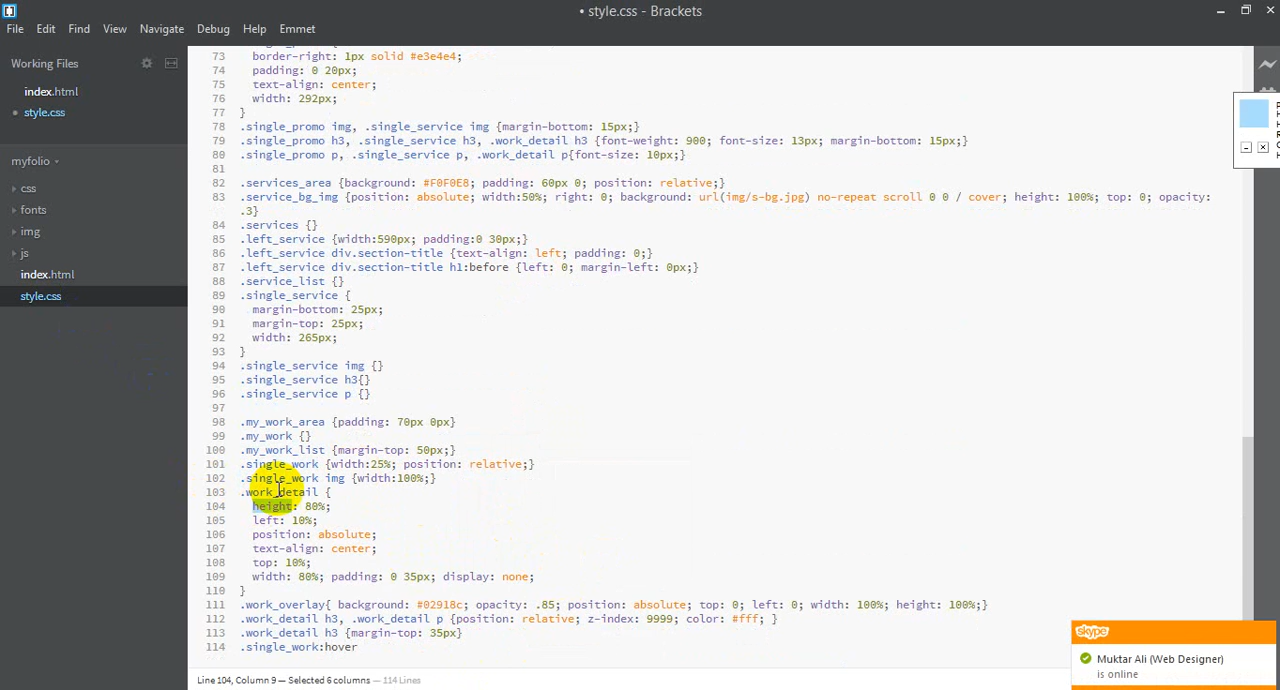 • style.css - Brackets
File Edit Find View Navigate Debug Help Emmet
Working Files
index.html
• style.css
myfolio
css
fonts
img
js
index.html
style.css
73 border-right: 1px solid #e3e4e4;
74 padding: 0 20px;
75 text-align: center;
76 width: 292px;
77 }
78 .single_promo img, .single_service img {margin-bottom: 15px;}
79 .single_promo h3, .single_service h3, .work_detail h3 {font-weight: 900; font-size: 13px; margin-bottom: 15px;}
80 .single_promo p, .single_service p, .work_detail p{font-size: 10px;}
81
82 .services_area {background: #F0F0E8; padding: 60px 0; position: relative;}
83 .service_bg_img {position: absolute; width:50%; right: 0; background: url(img/s-bg.jpg) no-repeat scroll 0 0 / cover; height: 100%; top: 0; opacity:
.3}
84 .services {}
85 .left_service {width:590px; padding:0 30px;}
86 .left_service div.section-title {text-align: left; padding: 0;}
87 .left_service div.section-title h1:before {left: 0; margin-left: 0px;}
88 .service_list {}
89 .single_service {
90 margin-bottom: 25px;
91 margin-top: 25px;
92 width: 265px;
93 }
94 .single_service img {}
95 .single_service h3{}
96 .single_service p {}
97
98 .my_work_area {padding: 70px 0px}
99 .my_work {}
100 .my_work_list {margin-top: 50px;}
101 .single_work {width:25%; position: relative;}
102 .single_work img {width:100%;}
103 .work_detail {
104 height: 80%;
105 left: 10%;
106 position: absolute;
107 text-align: center;
108 top: 10%;
109 width: 80%; padding: 0 35px; display: none;
110 }
111 .work_overlay{ background: #02918c; opacity: .85; position: absolute; top: 0; left: 0; width: 100%; height: 100%;}
112 .work_detail h3, .work_detail p {position: relative; z-index: 9999; color: #fff; }
113 .work_detail h3 {margin-top: 35px}
114 .single_work:hover
Line 104, Column 9 — Selected 6 columns — 114 Lines
skype
Muktar Ali (Web Designer)
is online